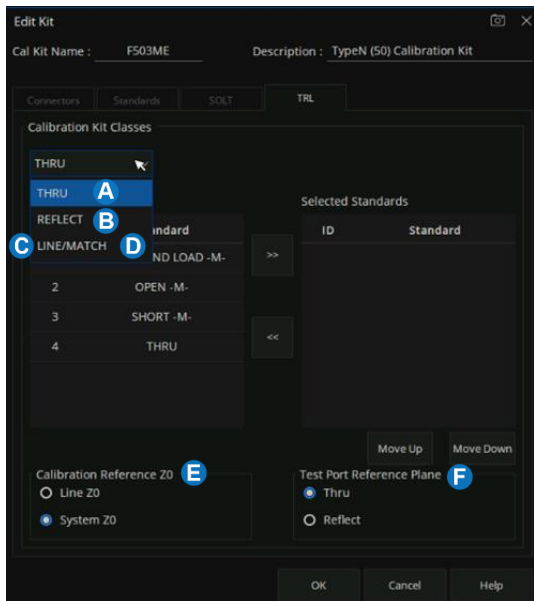 Edit Kit
Cal Kit Name : F503ME Description : TypeN (50) Calibration Kit
Connectors Standards SOLT TRL
Calibration Kit Classes
THRU
THRU A
REFLECT B
C LINE/MATCH D
Selected Standards
ID Standard
ND LOAD -M- >>
2 OPEN -M-
3 SHORT -M-
<<
4 THRU
Move Up Move Down
Calibration Reference Z0 E
Test Port Reference Plane F
Line Z0
Thru
System Z0
Reflect
OK Cancel Help